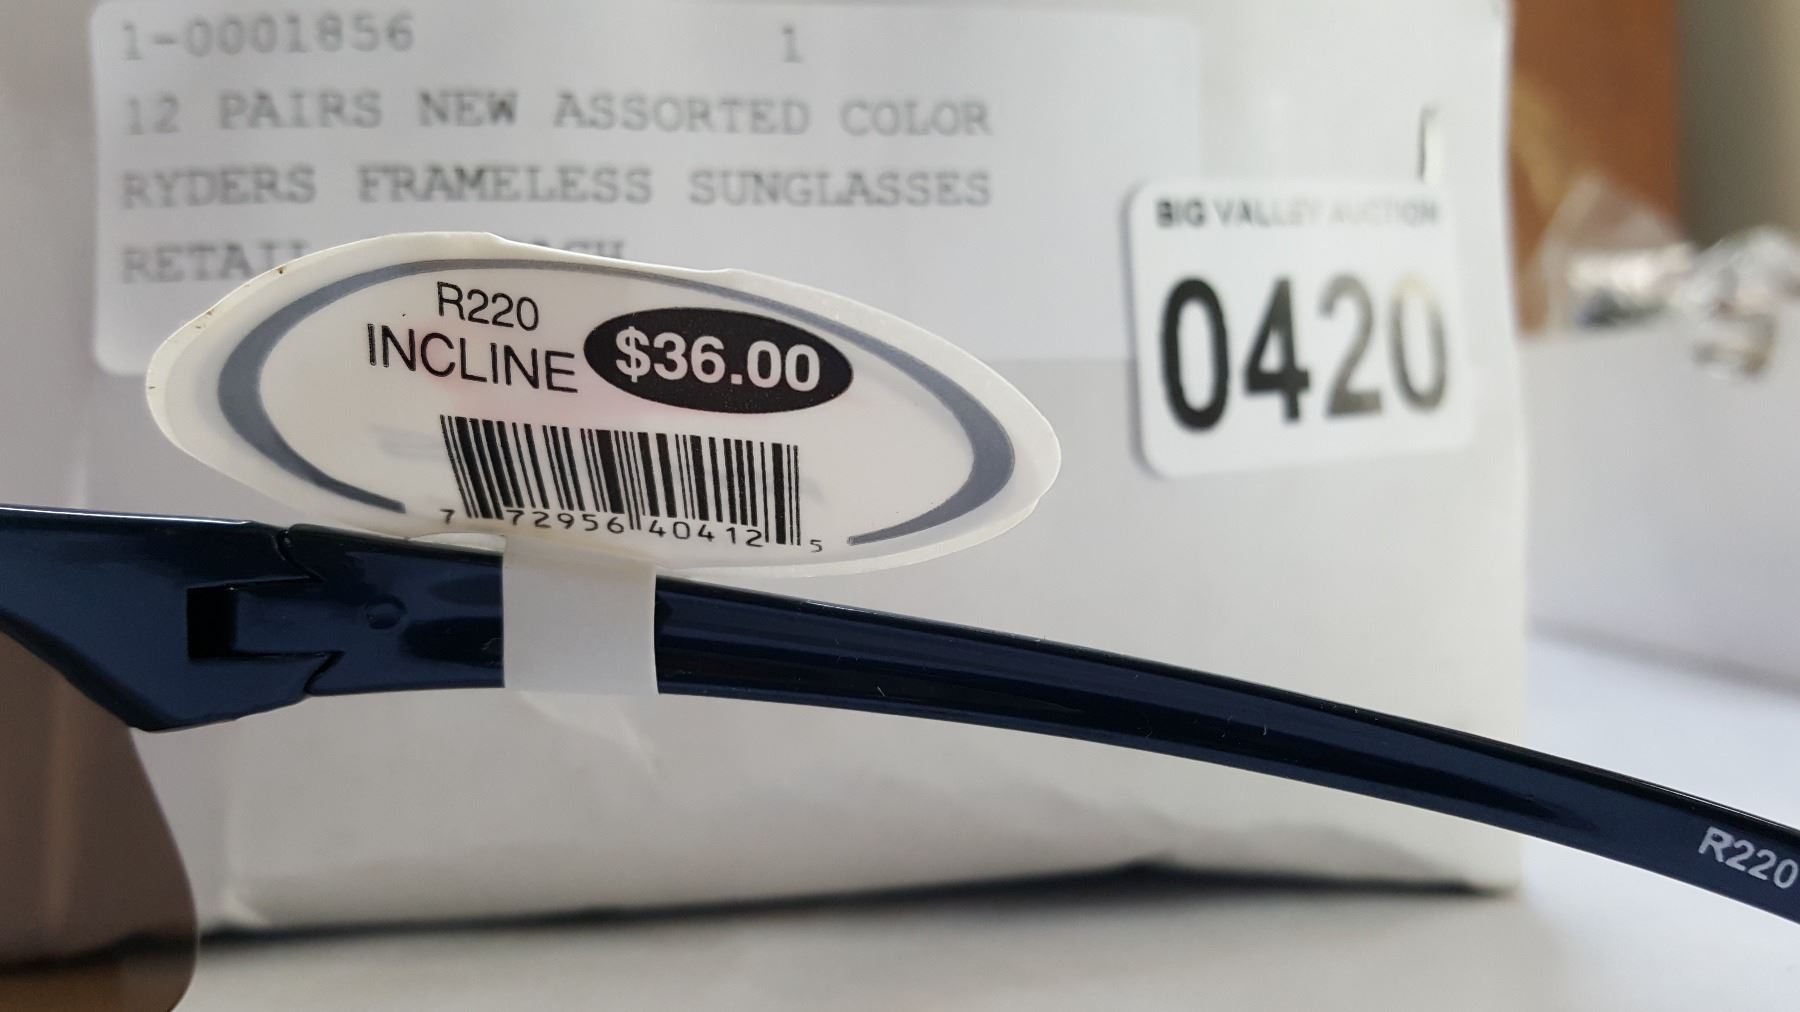 1-0001856 1
12 PAIRS NEW ASSORTED COLOR
RYDERS FRAMELESS SUNGLASSES
RETAIL
BIG VALLEY AUCTION
0420
R220
INCLINE
$36.00
7 72956 40412 5
R220